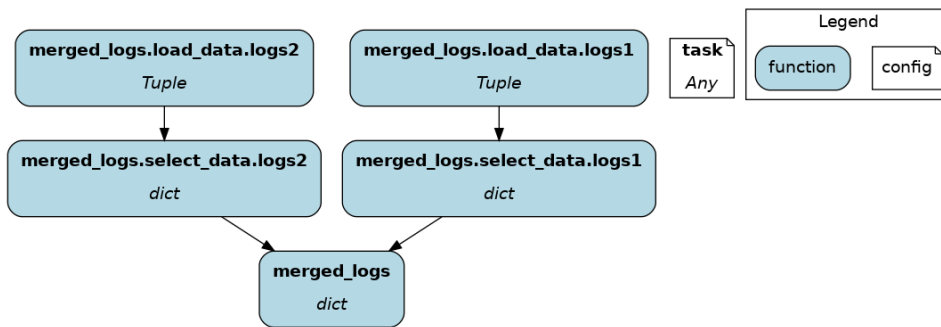 merged_logs.load_data.logs2
Tuple
merged_logs.load_data.logs1
Tuple
task
Any
Legend
function
config
merged_logs.select_data.logs2
dict
merged_logs.select_data.logs1
dict
merged_logs
dict